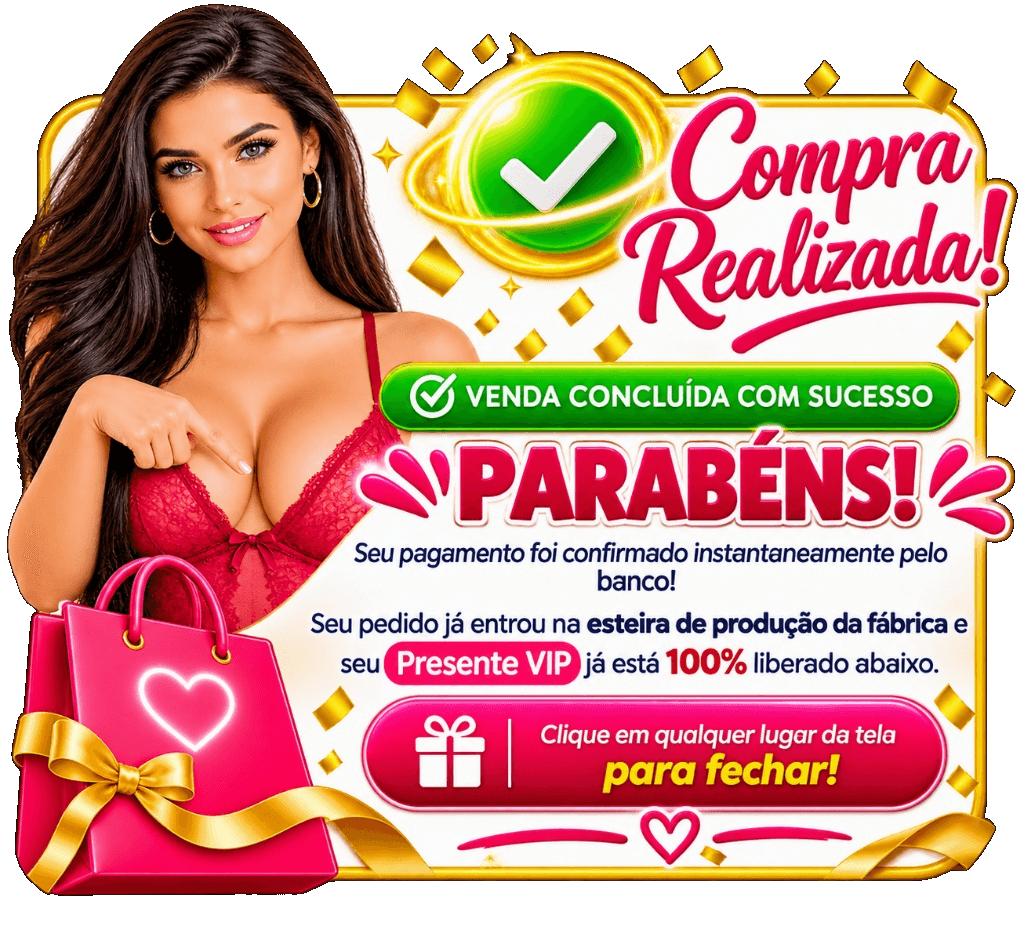 Compra
Realizada!
VENDA CONCLUÍDA COM SUCESSO
PARABÉNS!
Seu pagamento foi confirmado instantaneamente pelo
banco!
Seu pedido já entrou na esteira de produção da fábrica e
seu Presente VIP já está 100% liberado abaixo.
Clique em qualquer lugar da tela
para fechar!